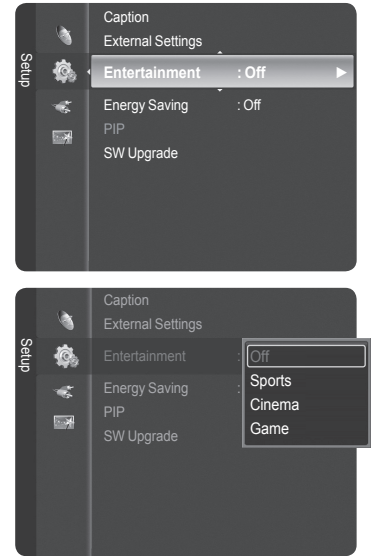 Setup
Caption
External Settings
Entertainment : Off
Energy Saving : Off
PIP
SW Upgrade
Setup
Caption
External Settings
Entertainment : Off
Energy Saving : Sports
PIP Cinema
SW Upgrade Game